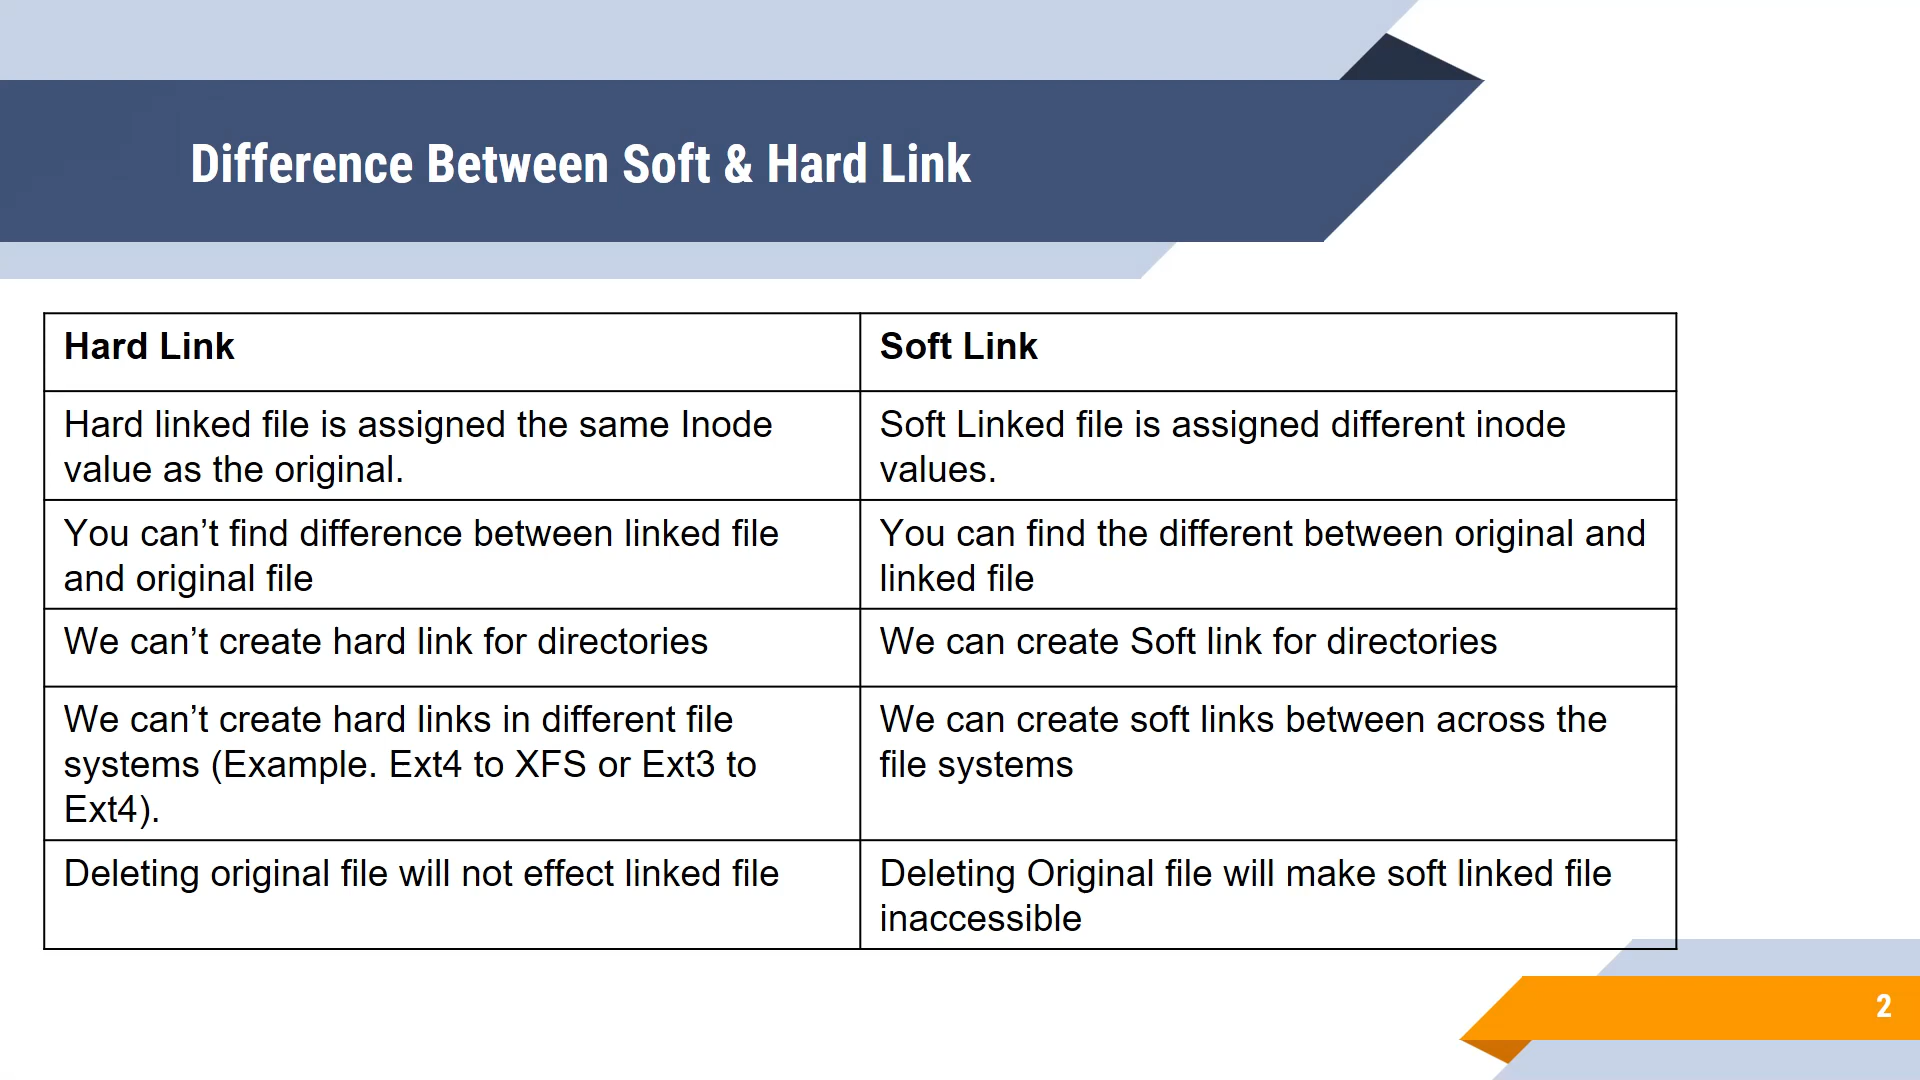 Difference Between Soft & Hard Link
Hard Link
Soft Link
Hard linked file is assigned the same Inode
value as the original.
Soft Linked file is assigned different inode
values.
You can’t find difference between linked file
and original file
You can find the different between original and
linked file
We can’t create hard link for directories
We can create Soft link for directories
We can’t create hard links in different file
systems (Example. Ext4 to XFS or Ext3 to
Ext4).
We can create soft links between across the
file systems
Deleting original file will not effect linked file
Deleting Original file will make soft linked file
inaccessible
2